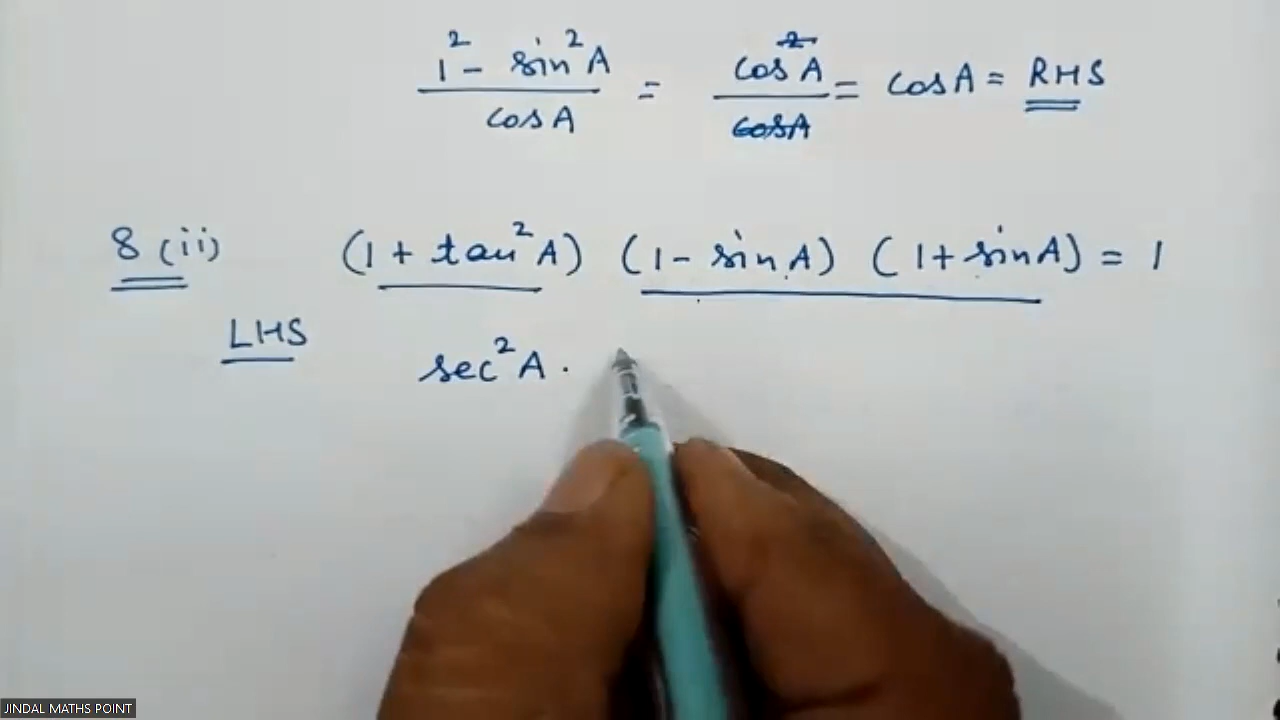 1² - sin²A / cosA = cos²A / cosA = cosA = RHS
8 (ii) (1 + tan²A) (1 - sinA) (1 + sinA) = 1
LHS
sec²A .
JINDAL MATHS POINT